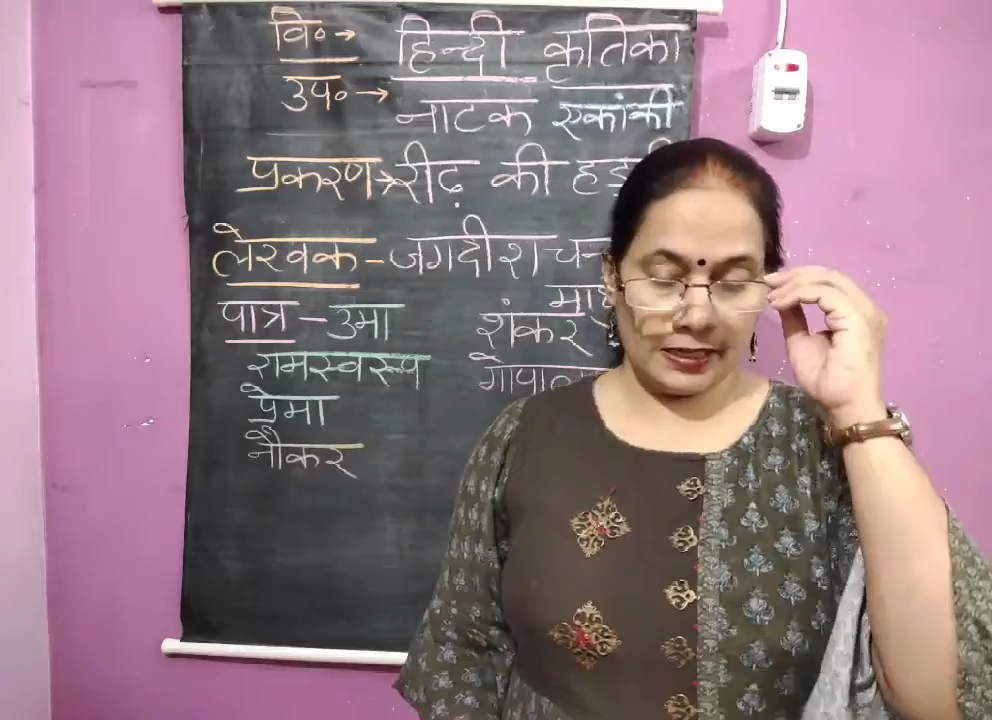 वि॰→ हिन्दी कृतिका
उप॰→ नाटक एकांकी
प्रकरण→रीढ़ की
लेखक-जगदीश
पात्र-उमा शंकर
रामस्वरूप
प्रेमा
नौकर